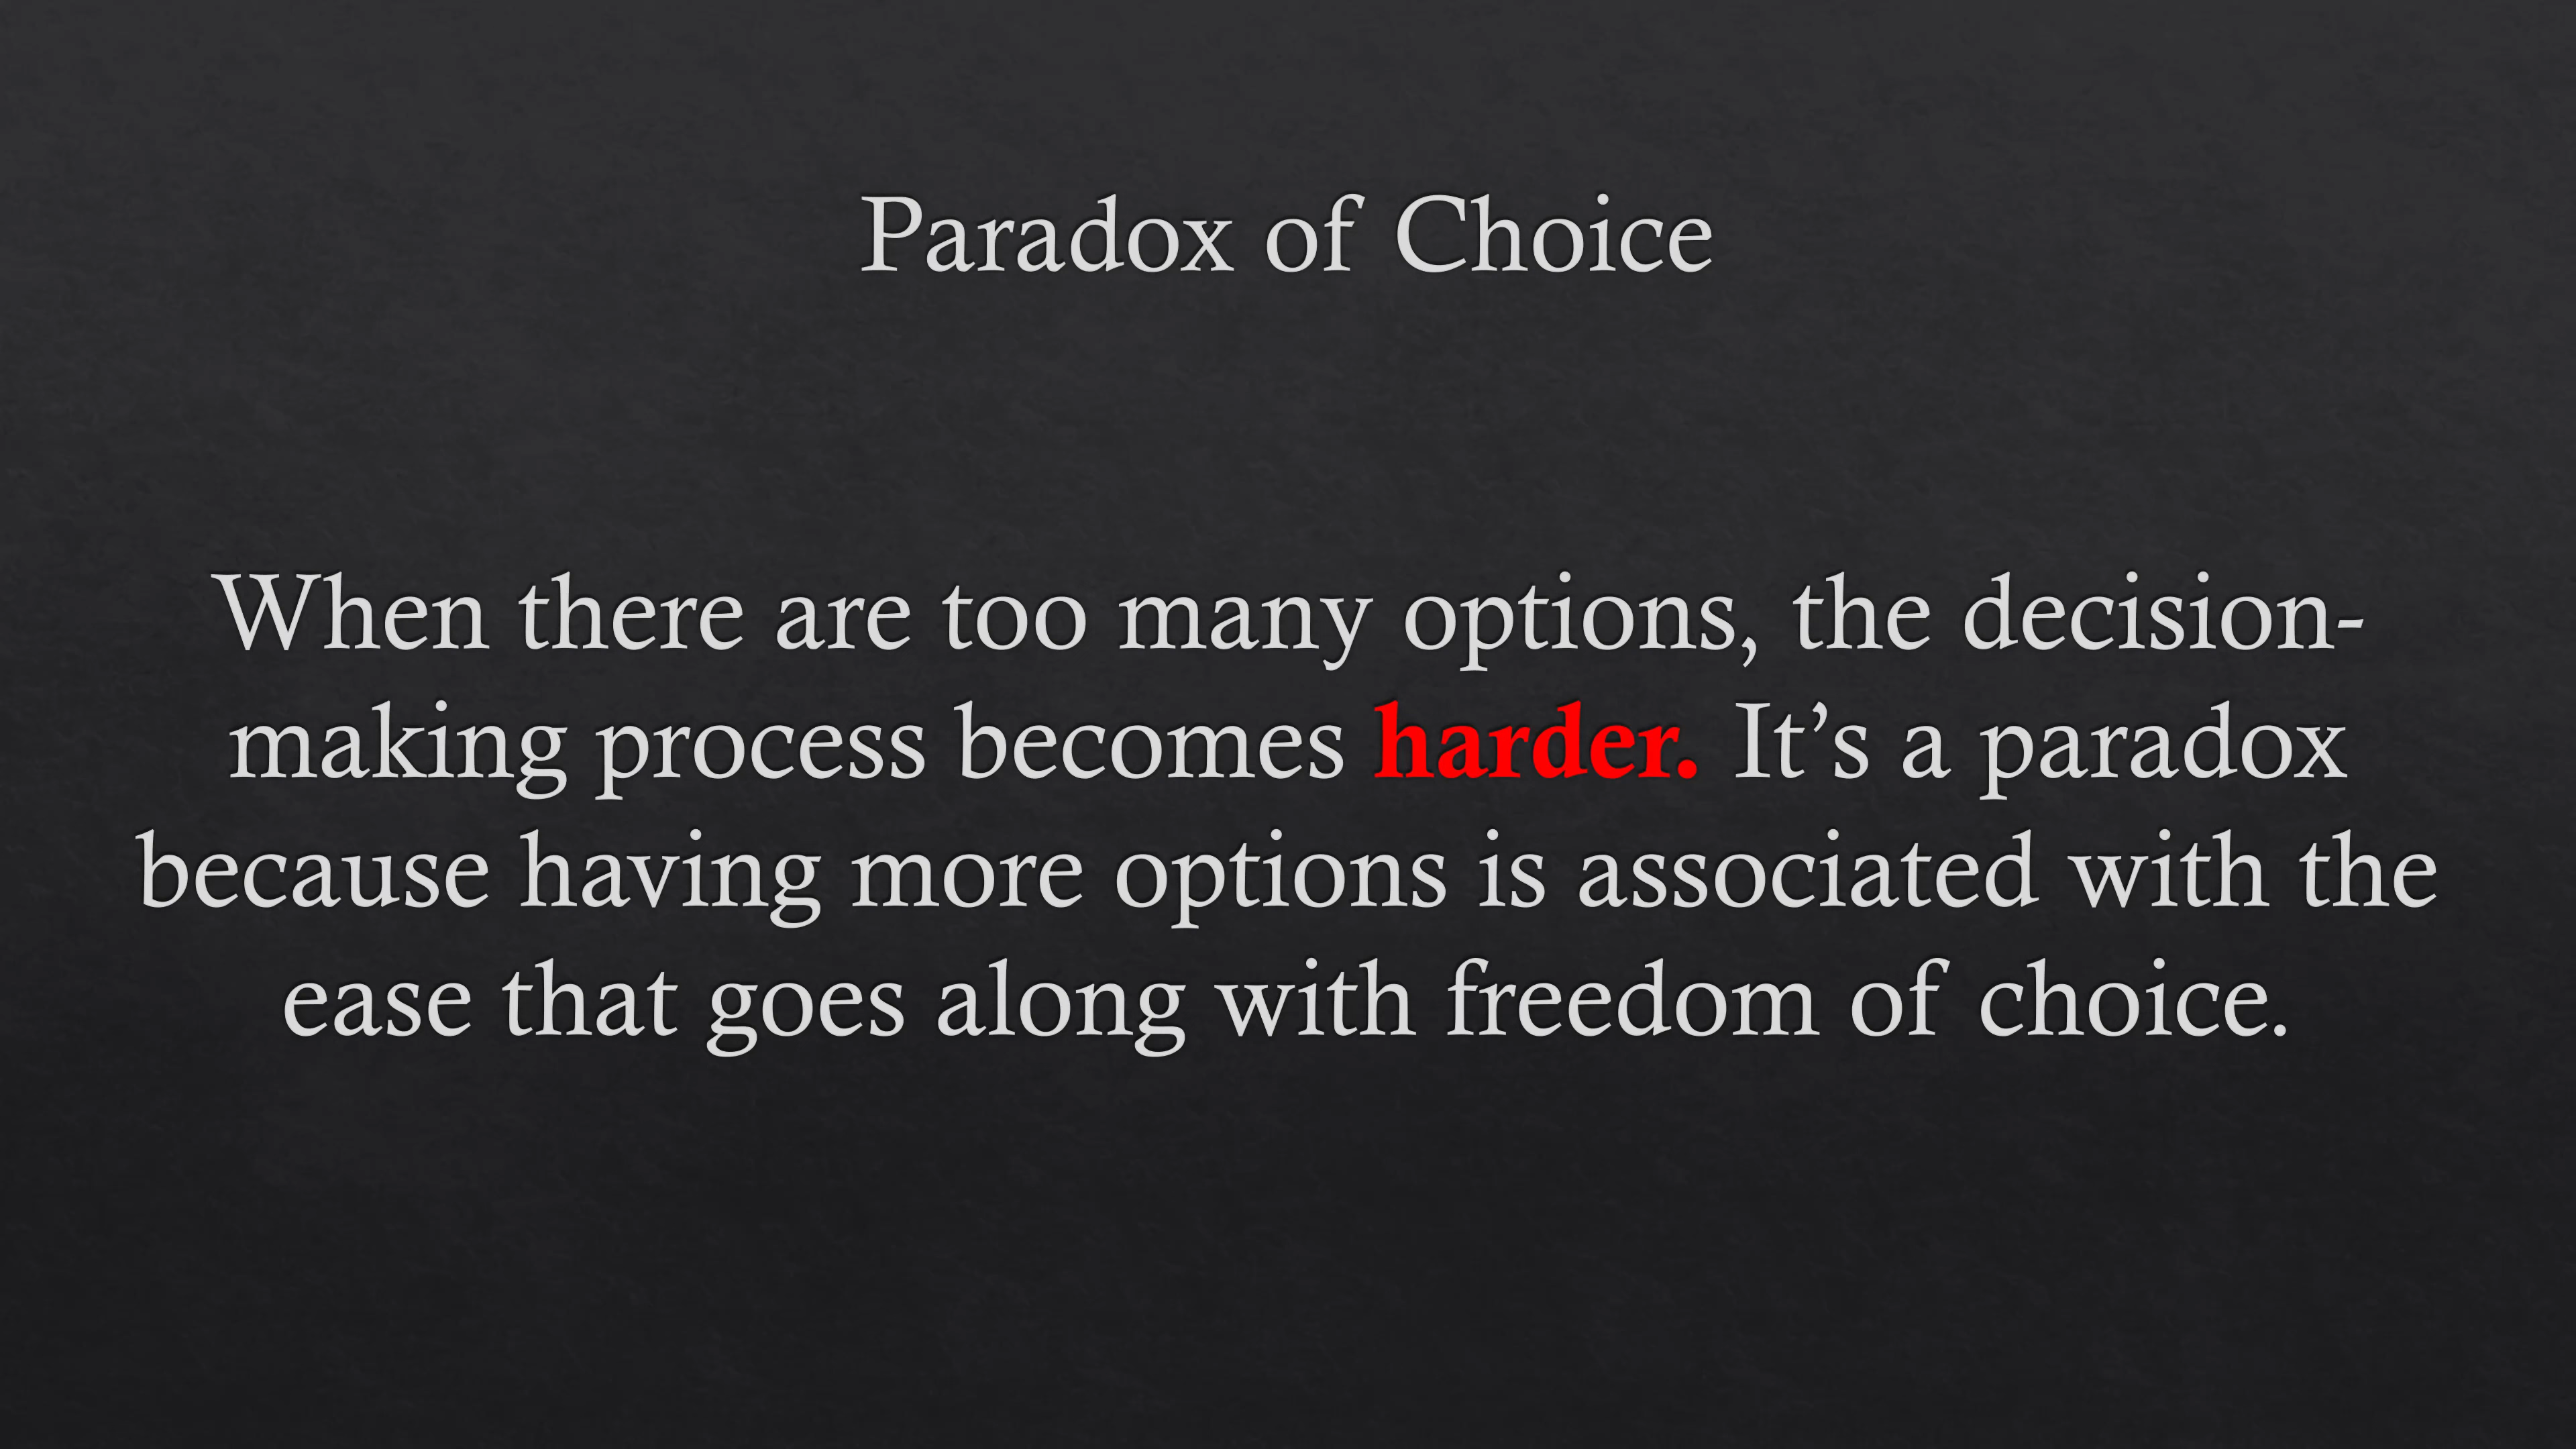 Paradox of Choice
When there are too many options, the decision-
making process becomes harder. It’s a paradox
because having more options is associated with the
ease that goes along with freedom of choice.